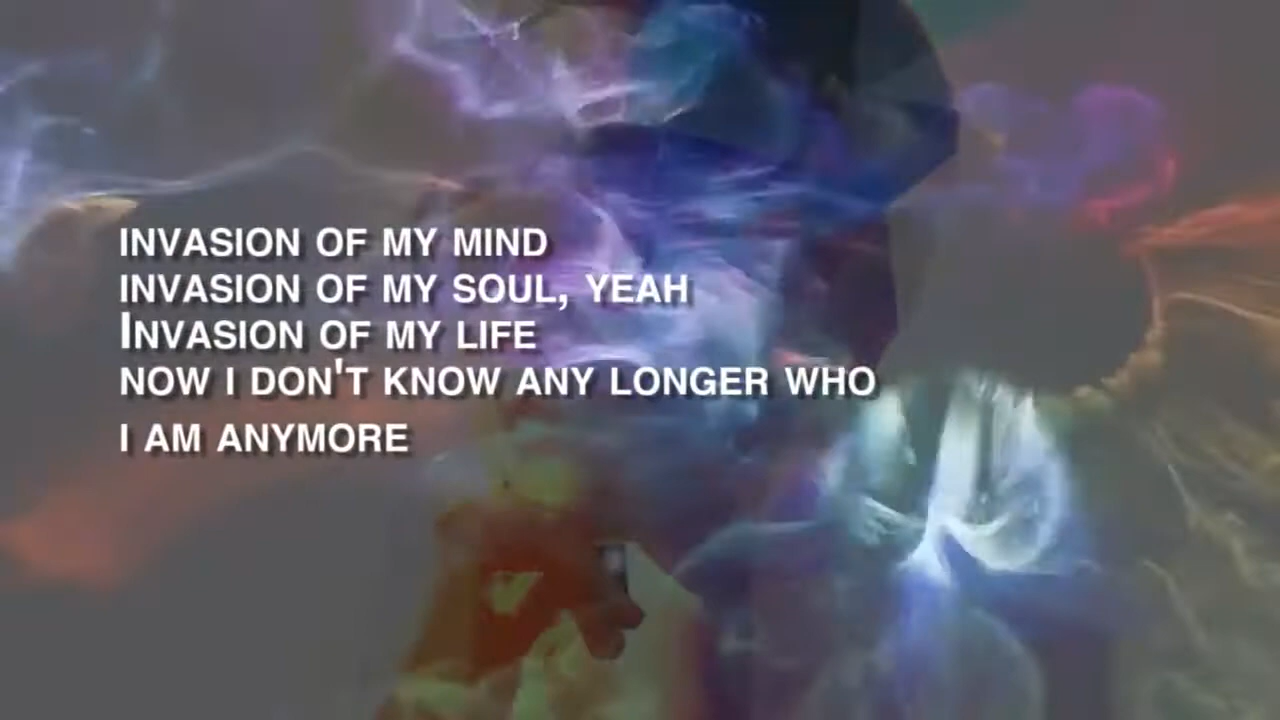 INVASION OF MY MIND
INVASION OF MY SOUL, YEAH
INVASION OF MY LIFE
NOW I DON'T KNOW ANY LONGER WHO
I AM ANYMORE